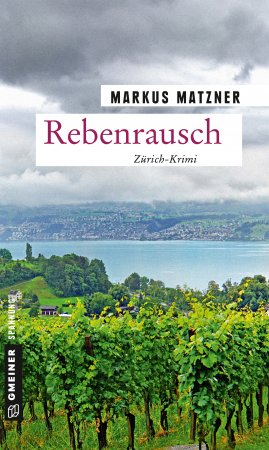 MARKUS MATZNER
Rebenrausch
Zürich-Krimi
GMEINER SPANNUNG